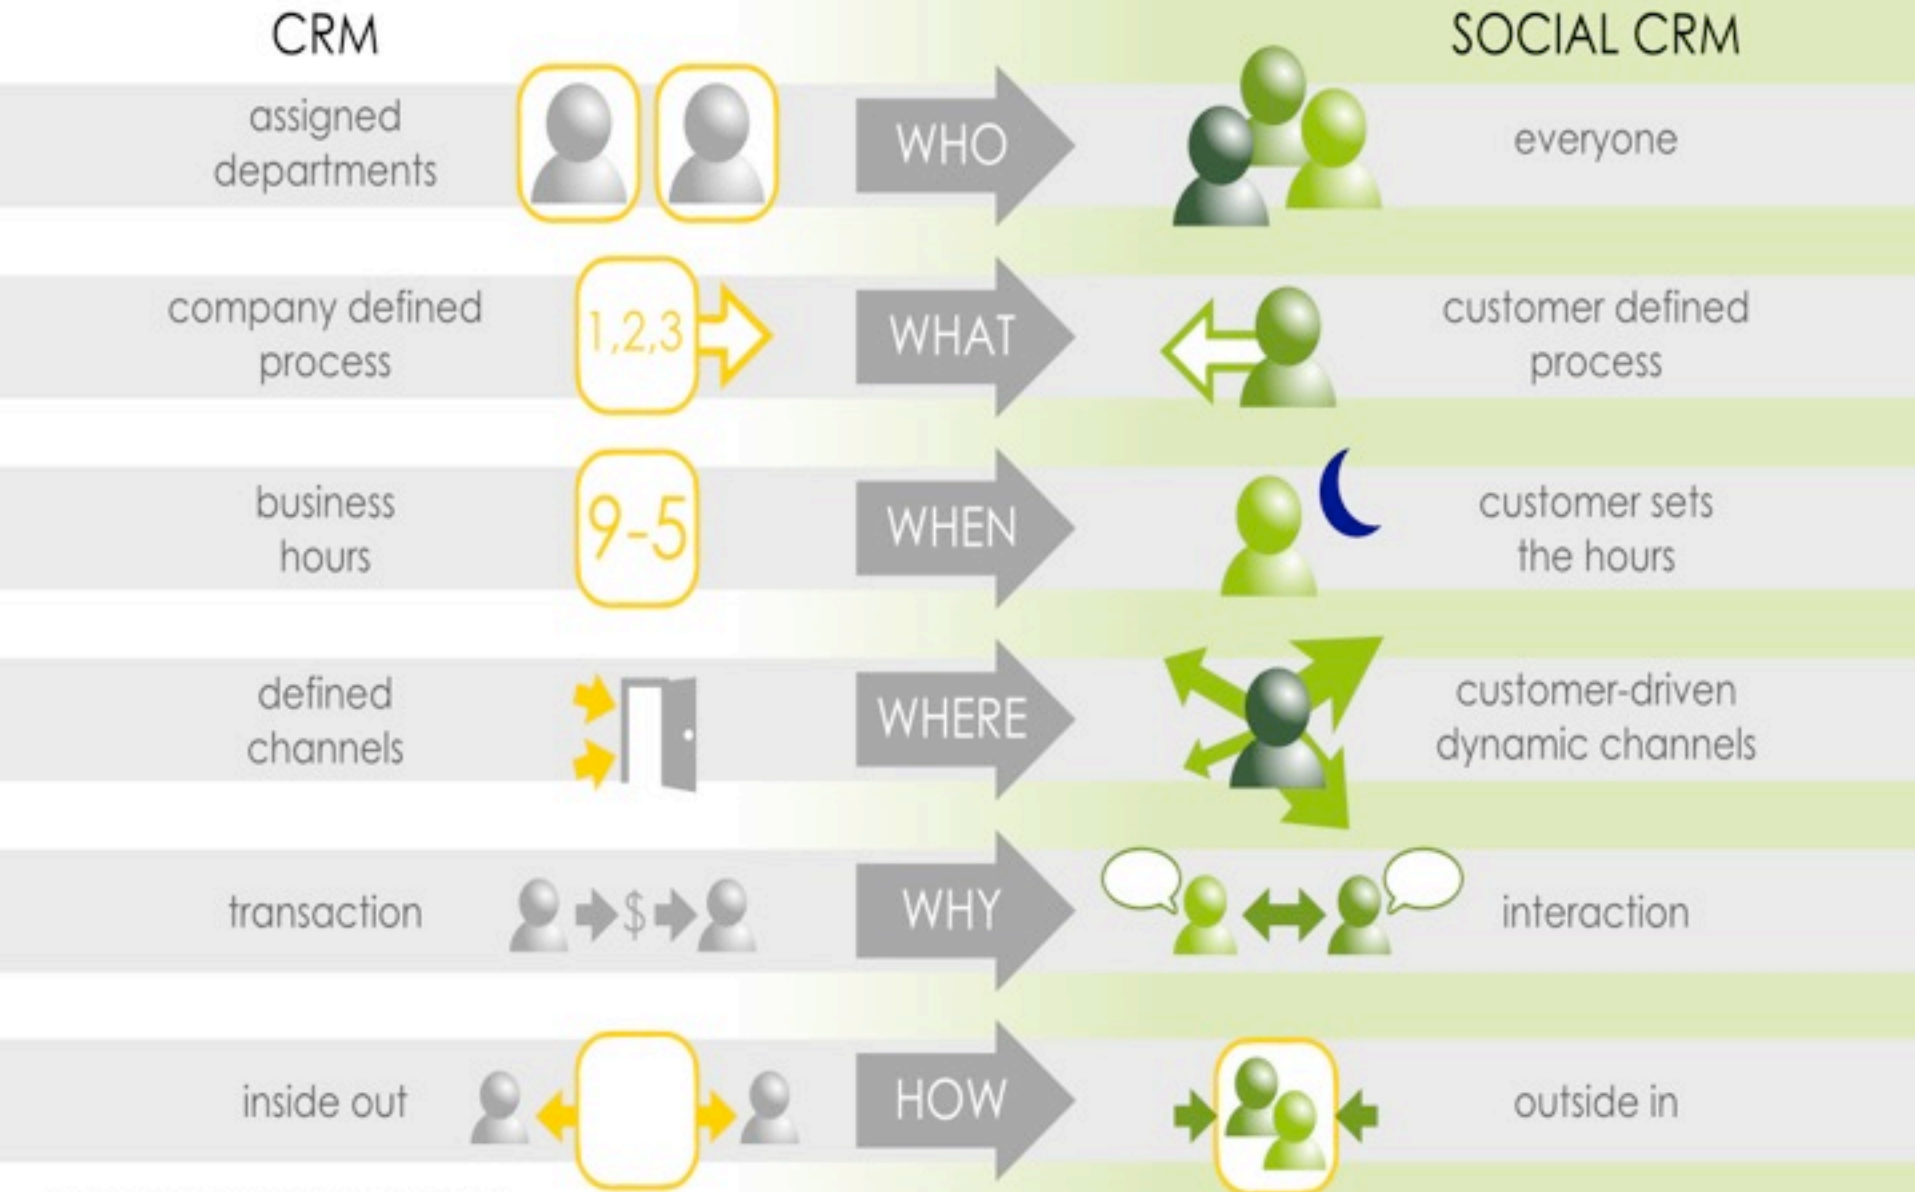 CRM
SOCIAL CRM
assigned
departments
WHO
everyone
company defined
process
1,2,3
WHAT
customer defined
process
business
hours
9-5
WHEN
customer sets
the hours
defined
channels
WHERE
customer-driven
dynamic channels
transaction
$
WHY
interaction
inside out
HOW
outside in